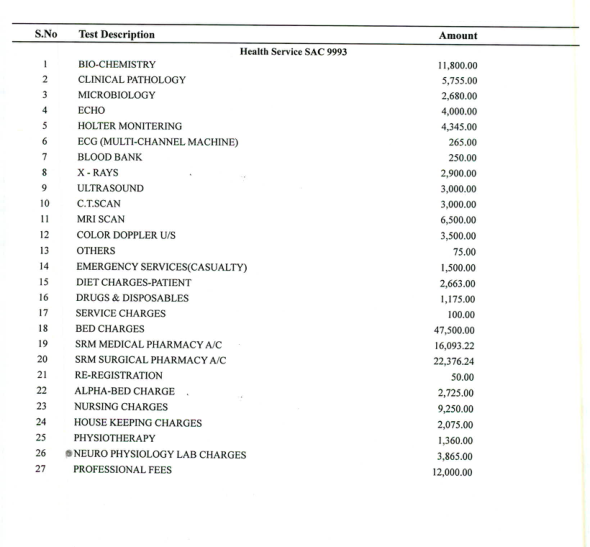 S.No Test Description Amount
Health Service SAC 9993
1 BIO-CHEMISTRY 11,800.00
2 CLINICAL PATHOLOGY 5,755.00
3 MICROBIOLOGY 2,680.00
4 ECHO 4,000.00
5 HOLTER MONITERING 4,345.00
6 ECG (MULTI-CHANNEL MACHINE) 265.00
7 BLOOD BANK 250.00
8 X - RAYS 2,900.00
9 ULTRASOUND 3,000.00
10 C.T.SCAN 3,000.00
11 MRI SCAN 6,500.00
12 COLOR DOPPLER U/S 3,500.00
13 OTHERS 75.00
14 EMERGENCY SERVICES(CASUALTY) 1,500.00
15 DIET CHARGES-PATIENT 2,663.00
16 DRUGS & DISPOSABLES 1,175.00
17 SERVICE CHARGES 100.00
18 BED CHARGES 47,500.00
19 SRM MEDICAL PHARMACY A/C 16,093.22
20 SRM SURGICAL PHARMACY A/C 22,376.24
21 RE-REGISTRATION 50.00
22 ALPHA-BED CHARGE 2,725.00
23 NURSING CHARGES 9,250.00
24 HOUSE KEEPING CHARGES 2,075.00
25 PHYSIOTHERAPY 1,360.00
26 NEURO PHYSIOLOGY LAB CHARGES 3,865.00
27 PROFESSIONAL FEES 12,000.00